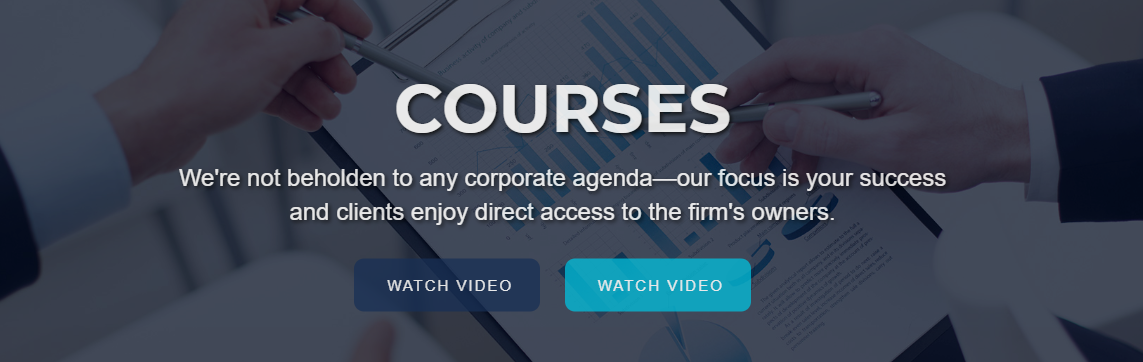 COURSES
We're not beholden to any corporate agenda—our focus is your success
and clients enjoy direct access to the firm's owners.
WATCH VIDEO
WATCH VIDEO